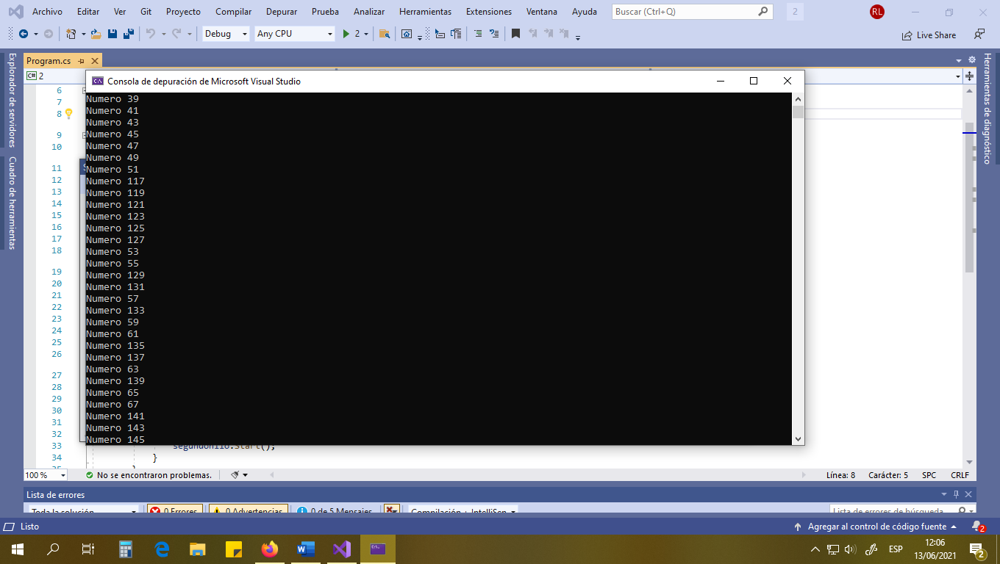 Archivo Editar Ver Git Proyecto Compilar Depurar Prueba Analizar Herramientas Extensiones Ventana Ayuda Buscar (Ctrl+Q) 2 RL
Debug Any CPU 2 Live Share
Explorador de servidores
Cuadro de herramientas
Program.cs
C# 2
Herramientas de diagnóstico
Consola de depuración de Microsoft Visual Studio
Numero 39
Numero 41
Numero 43
Numero 45
Numero 47
Numero 49
Numero 51
Numero 117
Numero 119
Numero 121
Numero 123
Numero 125
Numero 127
Numero 53
Numero 55
Numero 129
Numero 131
Numero 57
Numero 133
Numero 59
Numero 61
Numero 135
Numero 137
Numero 63
Numero 139
Numero 65
Numero 67
Numero 141
Numero 143
Numero 145
6
7
8
9
10
11
12
13
14
15
16
17
18
19
20
21
22
23
24
25
26
27
28
29
30
31
32
33 segundohilo.Start();
34 }
35 }
100 % No se encontraron problemas. Línea: 8 Carácter: 5 SPC CRLF
Lista de errores
Toda la solución 0 Errores 0 Advertencias 0 de 5 Mensajes Compilación + IntelliSen Lista de errores de búsqueda
Listo Agregar al control de código fuente 2
ESP 12:06
13/06/2021 2